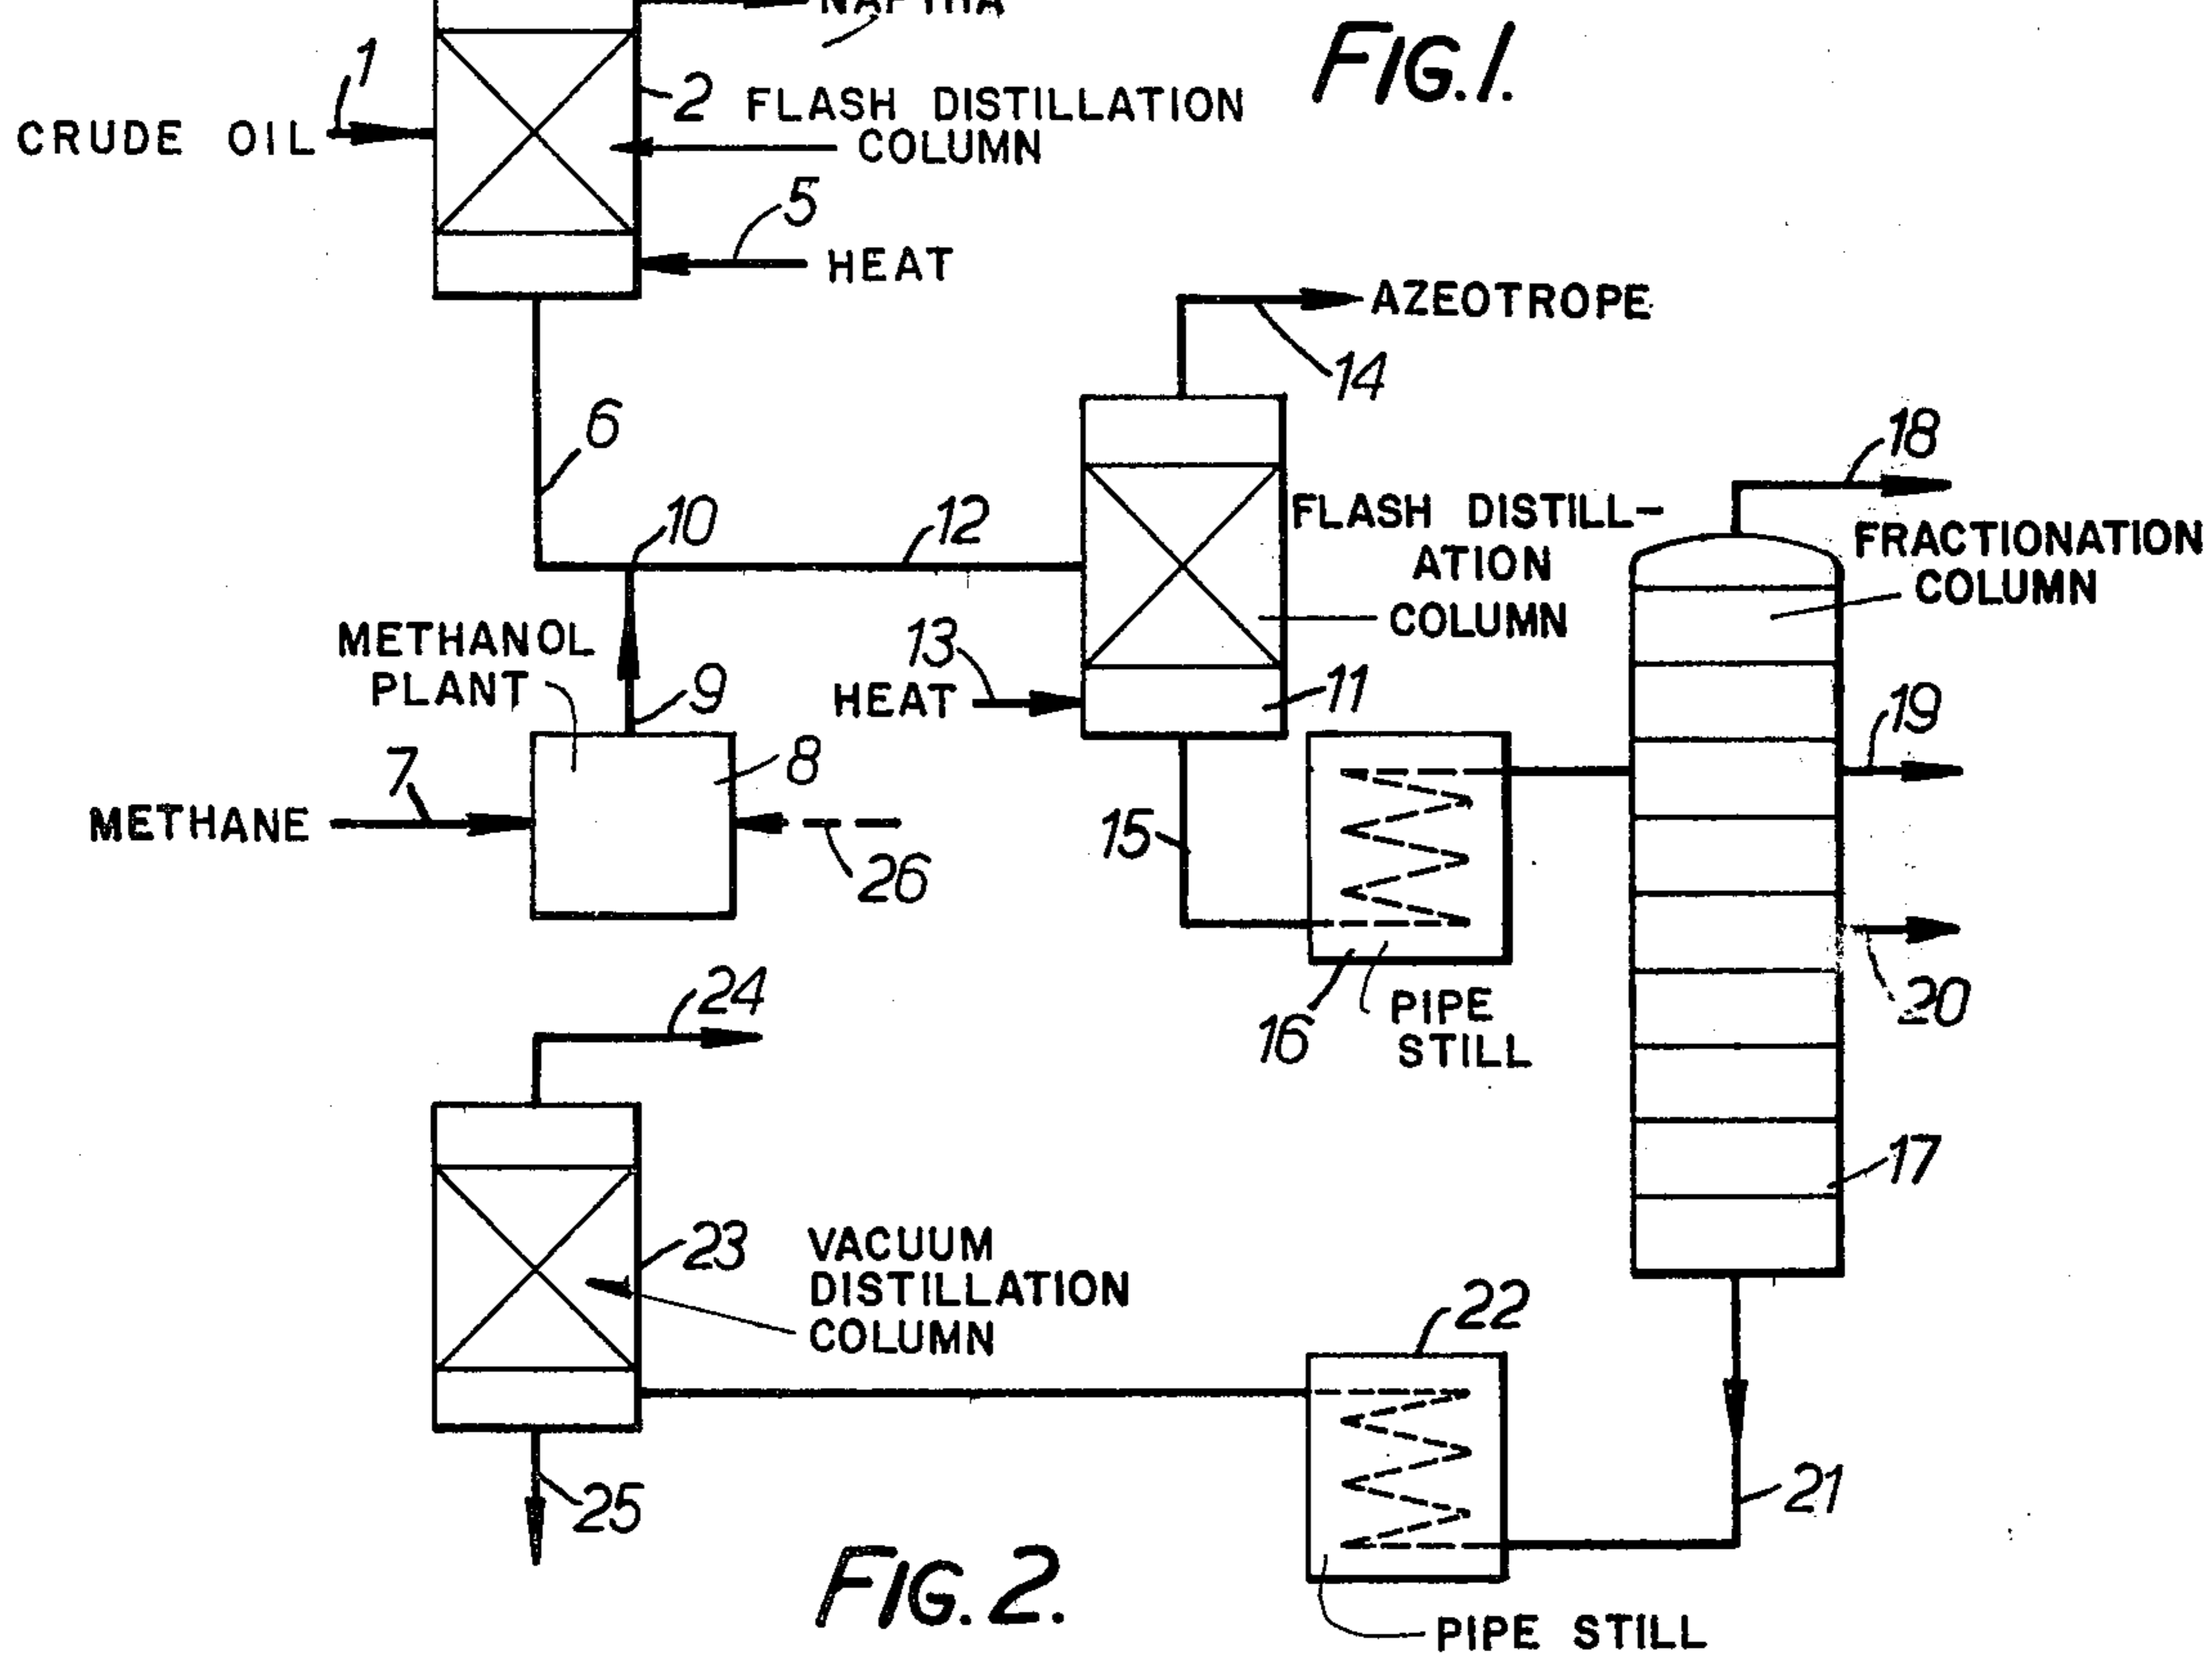 NAPTHA
FIG.1.
1
CRUDE OIL
2
FLASH DISTILLATION
COLUMN
5
HEAT
AZEOTROPE
14
6
10
12
FLASH DISTILL-
ATION
COLUMN
18
FRACTIONATION
COLUMN
METHANOL
PLANT
9
13
HEAT
11
19
7
8
METHANE
26
15
16
PIPE
STILL
20
24
17
23
VACUUM
DISTILLATION
COLUMN
22
25
21
FIG.2.
PIPE STILL